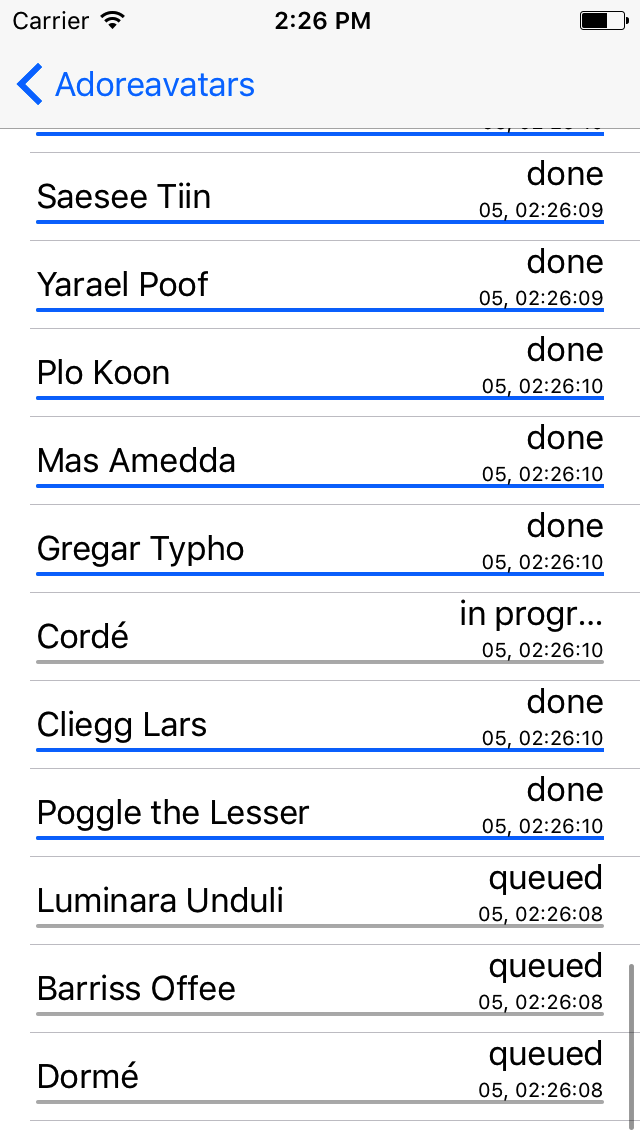 Carrier 2:26 PM
Adoreavatars
done
Saesee Tiin
05, 02:26:09
done
Yarael Poof
05, 02:26:09
done
Plo Koon
05, 02:26:10
done
Mas Amedda
05, 02:26:10
done
Gregar Typho
05, 02:26:10
in progr...
Cordé
05, 02:26:10
done
Cliegg Lars
05, 02:26:10
done
Poggle the Lesser
05, 02:26:10
queued
Luminara Unduli
05, 02:26:08
queued
Barriss Offee
05, 02:26:08
queued
Dormé
05, 02:26:08